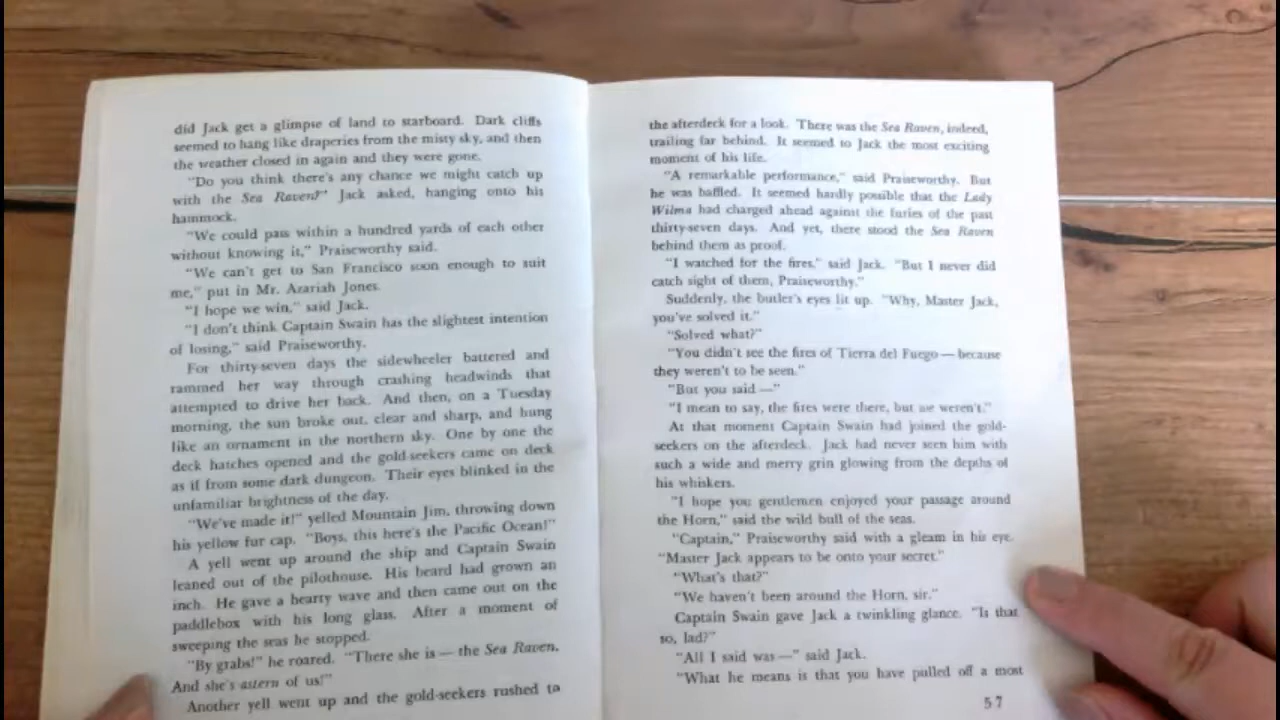 did Jack get a glimpse of land to starboard. Dark cliffs
seemed to hang like draperies from the misty sky, and then
the weather closed in again and they were gone.
"Do you think there's any chance we might catch up
with the Sea Raven?" Jack asked, hanging onto his
hammock.
"We could pass within a hundred yards of each other
without knowing it," Praiseworthy said.
"We can't get to San Francisco soon enough to suit
me," put in Mr. Azariah Jones.
"I hope we win," said Jack.
"I don't think Captain Swain has the slightest intention
of losing," said Praiseworthy.
For thirty-seven days the sidewheeler battered and
rammed her way through crashing headwinds that
attempted to drive her back. And then, on a Tuesday
morning, the sun broke out, clear and sharp, and hung
like an ornament in the northern sky. One by one the
deck hatches opened and the gold-seekers came on deck
as if from some dark dungeon. Their eyes blinked in the
unfamiliar brightness of the day.
"We've made it!" yelled Mountain Jim, throwing down
his yellow fur cap. "Boys, this here's the Pacific Ocean!"
A yell went up around the ship and Captain Swain
leaned out of the pilothouse. His beard had grown an
inch. He gave a hearty wave and then came out on the
paddlebox with his long glass. After a moment of
sweeping the seas he stopped.
"By grabs!" he roared. "There she is — the Sea Raven.
And she's astern of us!"
Another yell went up and the gold-seekers rushed to
the afterdeck for a look. There was the Sea Raven, indeed,
trailing far behind. It seemed to Jack the most exciting
moment of his life.
"A remarkable performance," said Praiseworthy. But
he was baffled. It seemed hardly possible that the Lady
Wilma had charged ahead against the furies of the past
thirty-seven days. And yet, there stood the Sea Raven
behind them as proof.
"I watched for the fires," said Jack. "But I never did
catch sight of them, Praiseworthy."
Suddenly, the butler's eyes lit up. "Why, Master Jack,
you've solved it."
"Solved what?"
"You didn't see the fires of Tierra del Fuego — because
they weren't to be seen."
"But you said —"
"I mean to say, the fires were there, but we weren't."
At that moment Captain Swain had joined the gold-
seekers on the afterdeck. Jack had never seen him with
such a wide and merry grin glowing from the depths of
his whiskers.
"I hope you gentlemen enjoyed your passage around
the Horn," said the wild bull of the seas.
"Captain," Praiseworthy said with a gleam in his eye.
"Master Jack appears to be onto your secret."
"What's that?"
"We haven't been around the Horn, sir."
Captain Swain gave Jack a twinkling glance. "Is that
so, lad?"
"All I said was —" said Jack.
"What he means is that you have pulled off a most
57